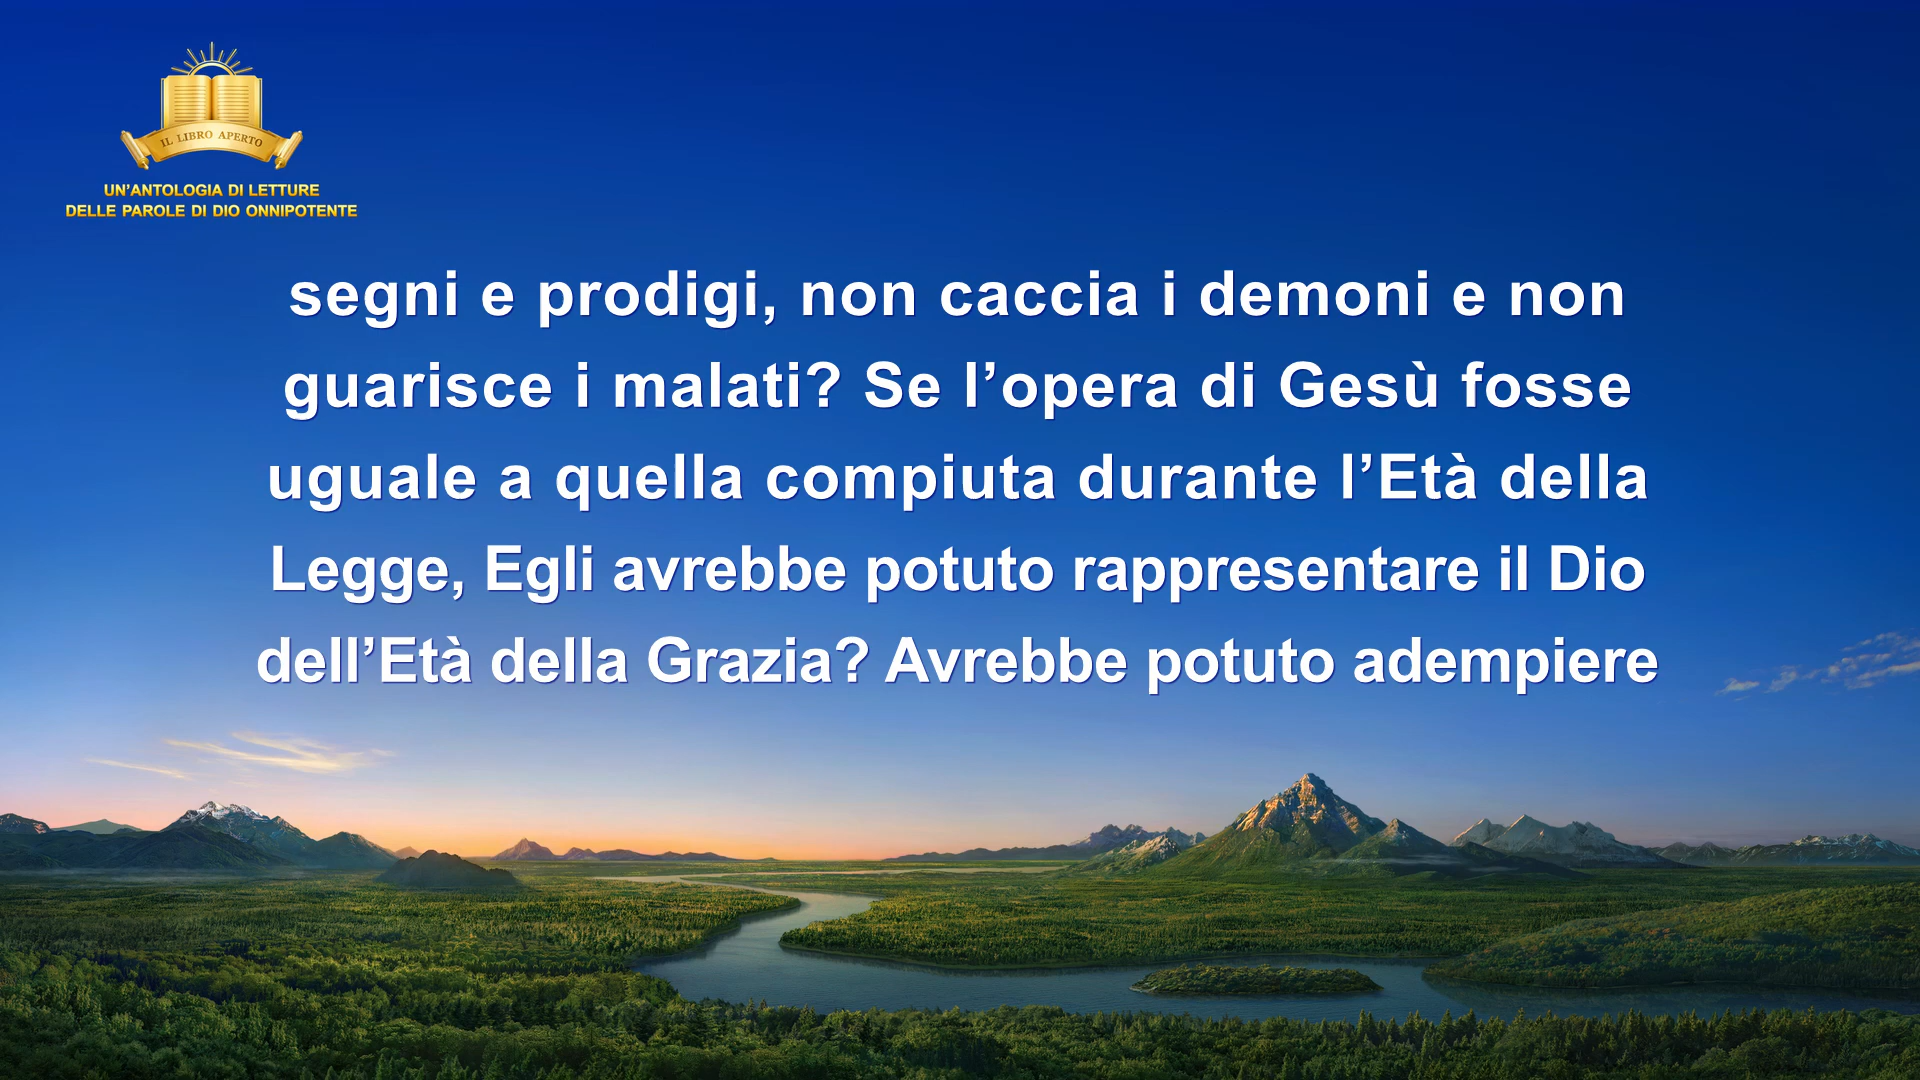 IL LIBRO APERTO
UN’ANTOLOGIA DI LETTURE
DELLE PAROLE DI DIO ONNIPOTENTE
segni e prodigi, non caccia i demoni e non
guarisce i malati? Se l’opera di Gesù fosse
uguale a quella compiuta durante l’Età della
Legge, Egli avrebbe potuto rappresentare il Dio
dell’Età della Grazia? Avrebbe potuto adempiere